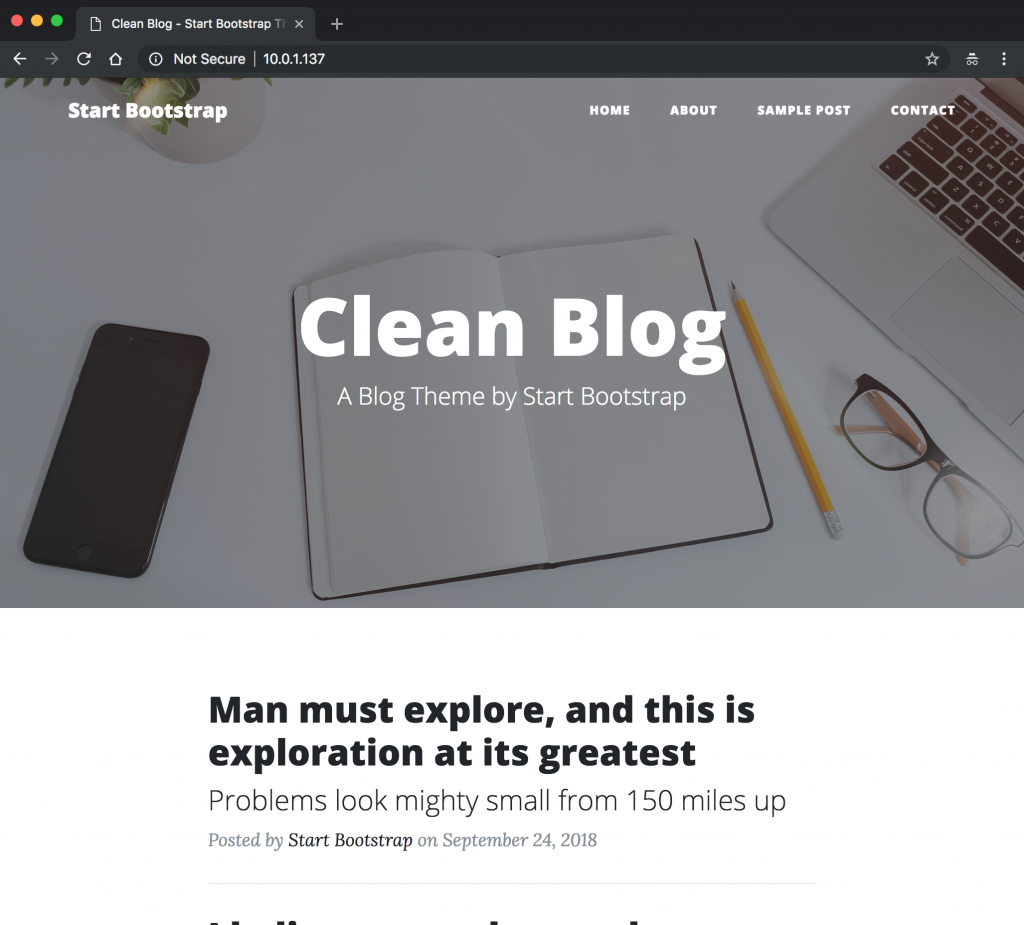 Clean Blog - Start Bootstrap Th
Not Secure | 10.0.1.137
Start Bootstrap
HOME
ABOUT
SAMPLE POST
CONTACT
Clean Blog
A Blog Theme by Start Bootstrap
Man must explore, and this is
exploration at its greatest
Problems look mighty small from 150 miles up
Posted by Start Bootstrap on September 24, 2018